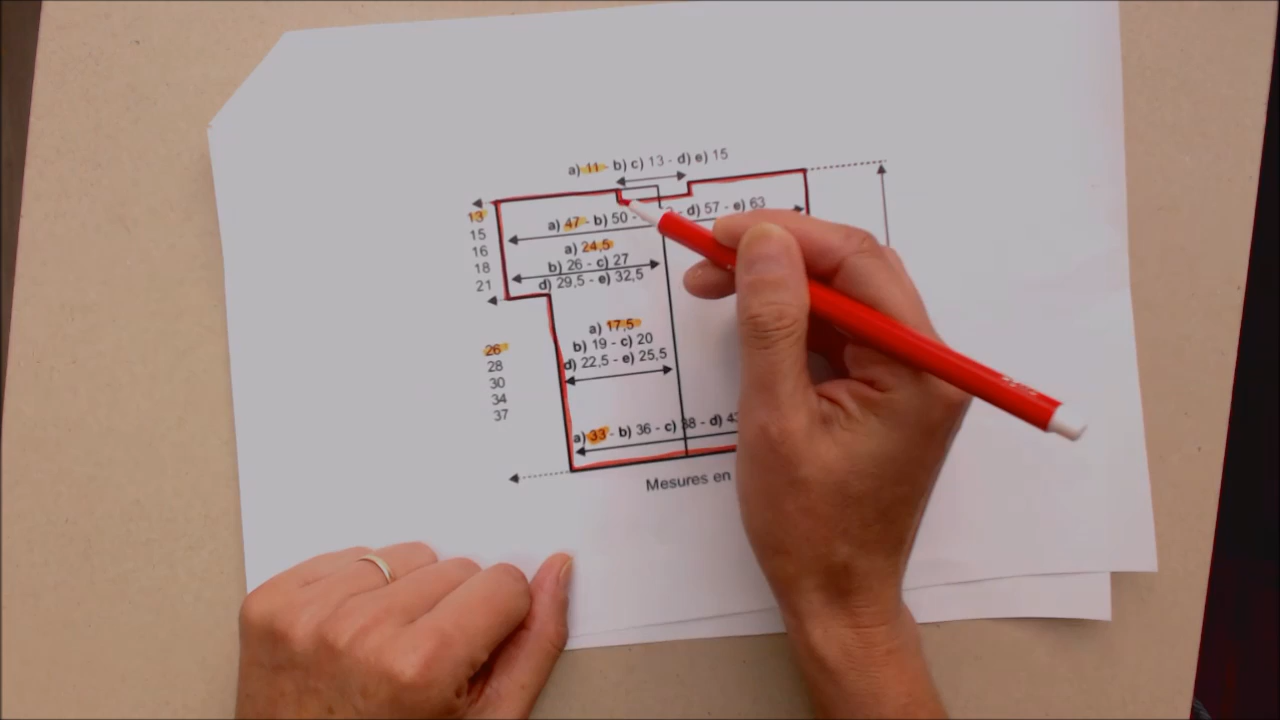 a) 11 - b) c) 13 - d) e) 15
13
15
16
18
21
a) 47 - b) 50 - d) 57 - e) 63
a) 24,5
b) 26 - c) 27
d) 29,5 - e) 32,5
a) 17,5
b) 19 - c) 20
d) 22,5 - e) 25,5
26
28
30
34
37
a) 33 - b) 36 - c) 38 - d)
Mesures en